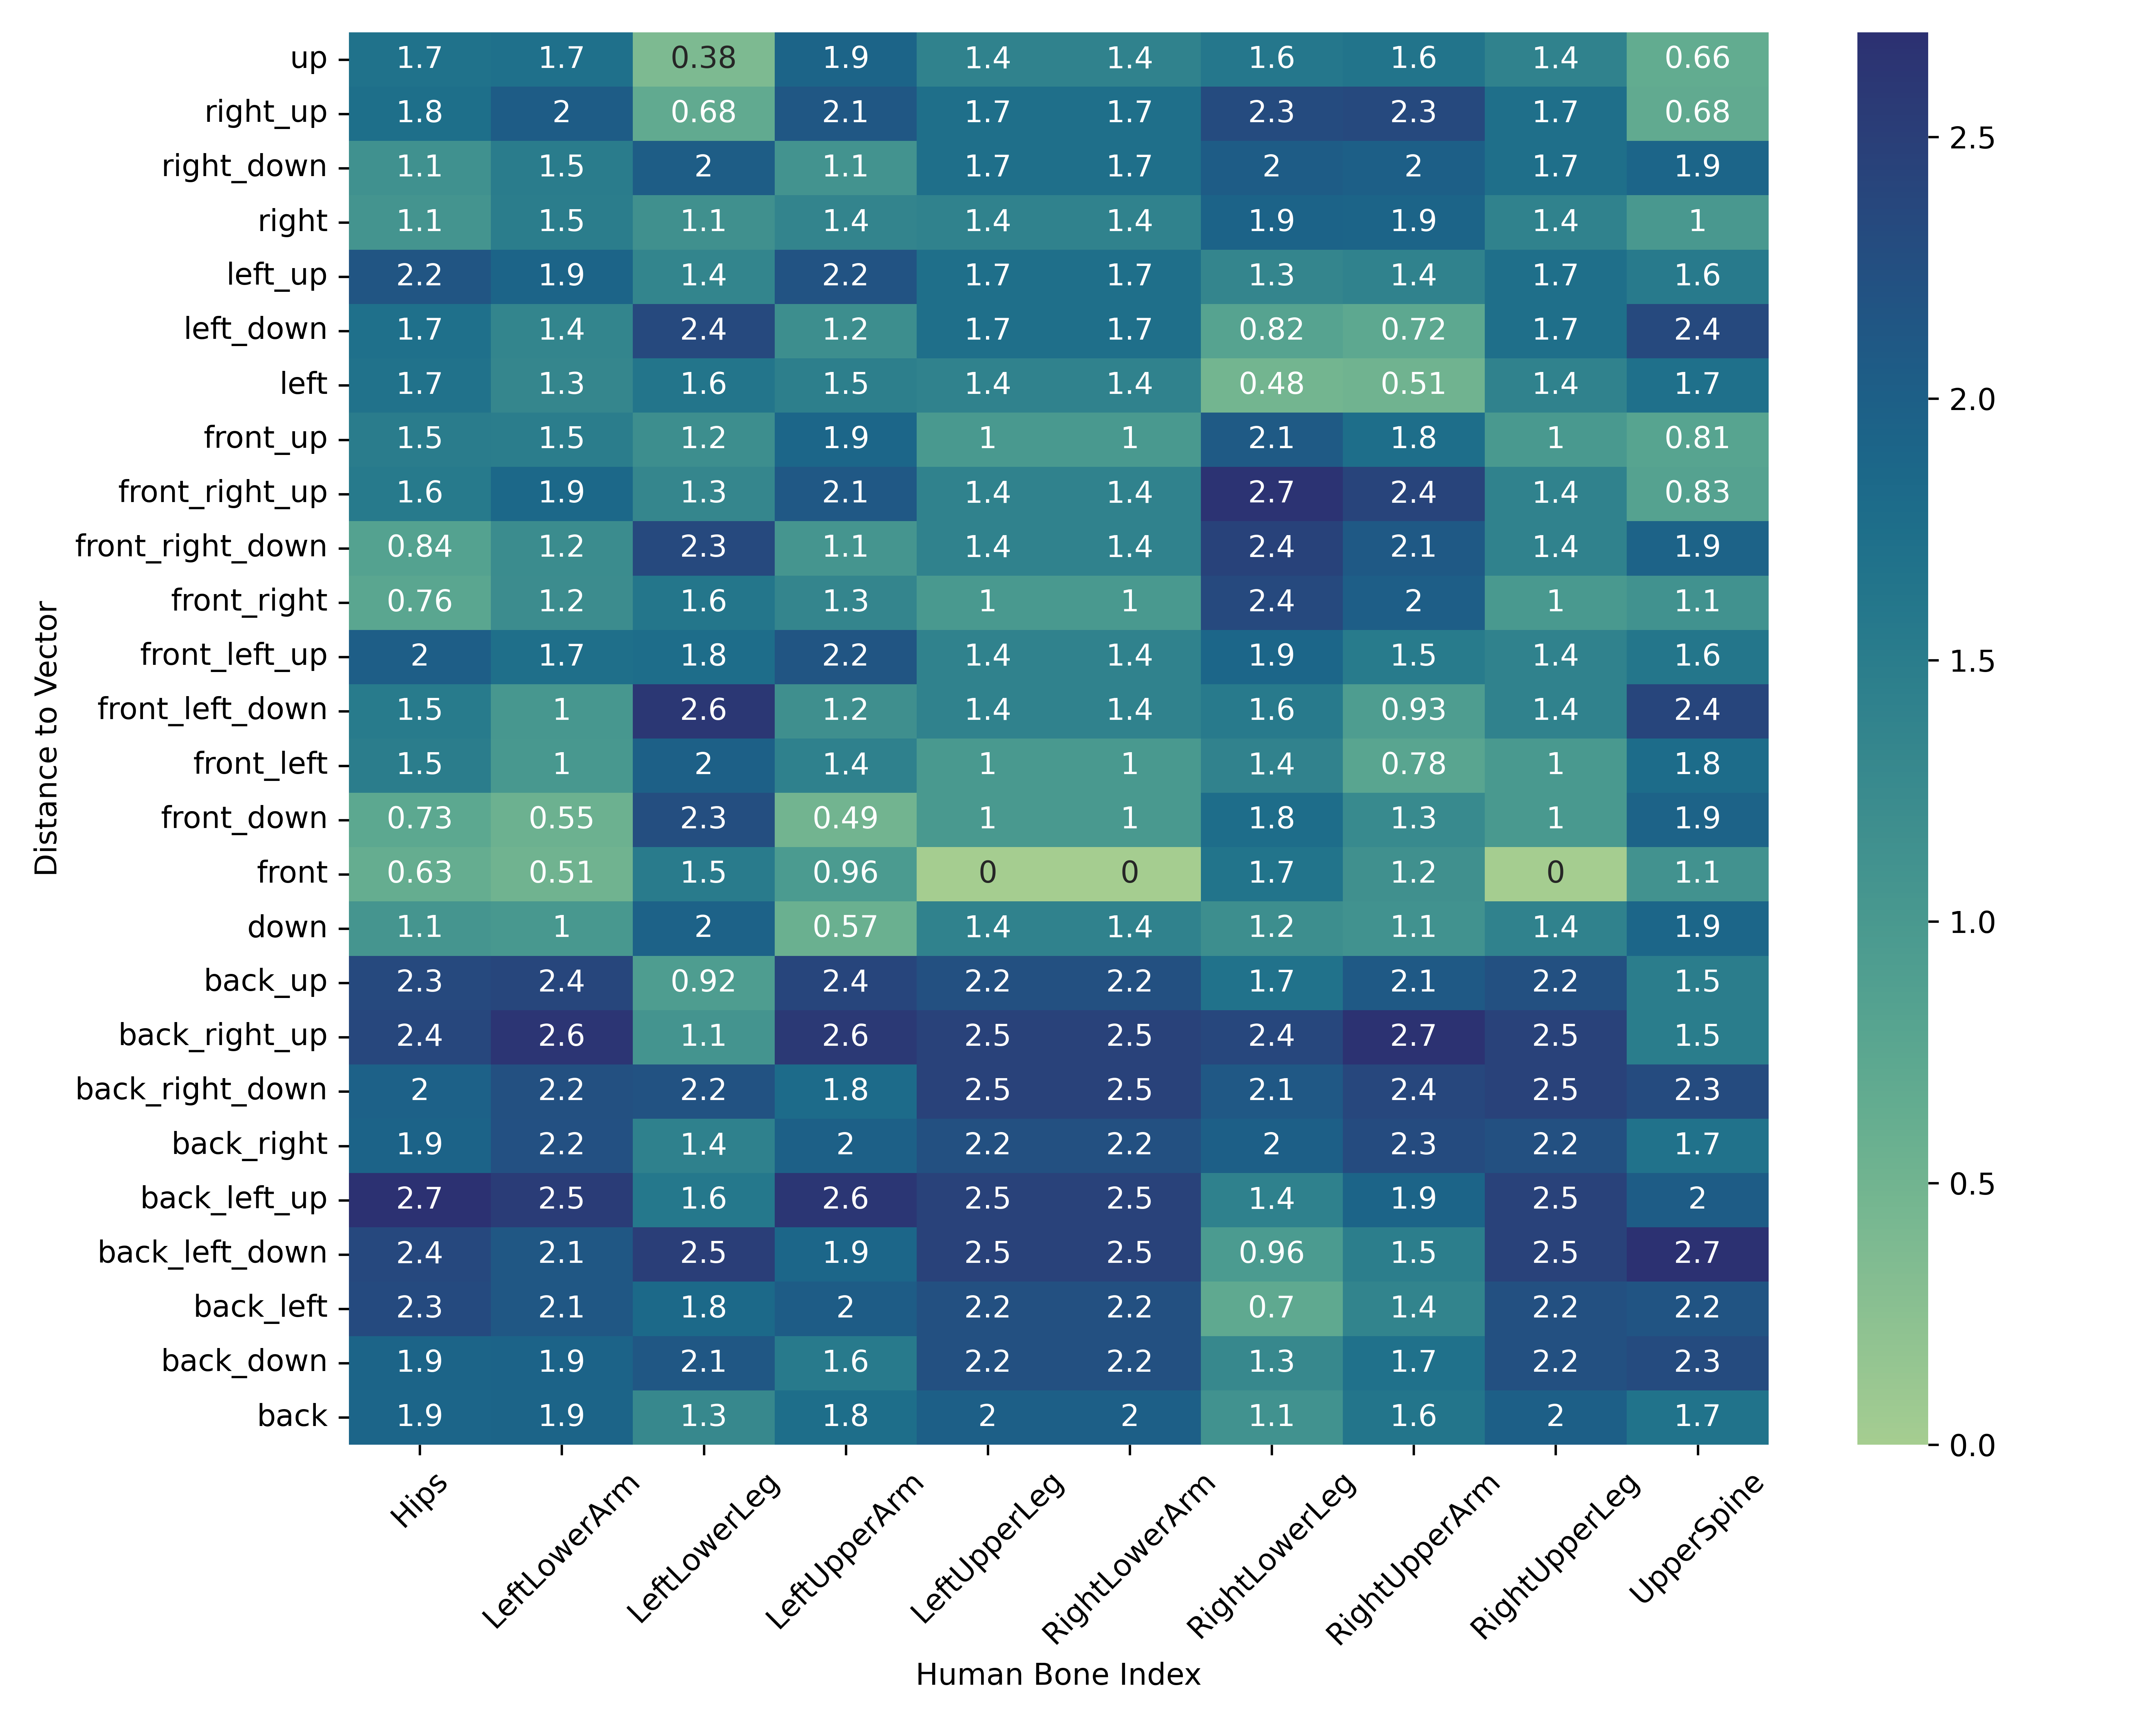 up 1.7 1.7 0.38 1.9 1.4 1.4 1.6 1.6 1.4 0.66
right_up 1.8 2 0.68 2.1 1.7 1.7 2.3 2.3 1.7 0.68
right_down 1.1 1.5 2 1.1 1.7 1.7 2 2 1.7 1.9
right 1.1 1.5 1.1 1.4 1.4 1.4 1.9 1.9 1.4 1
left_up 2.2 1.9 1.4 2.2 1.7 1.7 1.3 1.4 1.7 1.6
left_down 1.7 1.4 2.4 1.2 1.7 1.7 0.82 0.72 1.7 2.4
left 1.7 1.3 1.6 1.5 1.4 1.4 0.48 0.51 1.4 1.7
front_up 1.5 1.5 1.2 1.9 1 1 2.1 1.8 1 0.81
front_right_up 1.6 1.9 1.3 2.1 1.4 1.4 2.7 2.4 1.4 0.83
front_right_down 0.84 1.2 2.3 1.1 1.4 1.4 2.4 2.1 1.4 1.9
front_right 0.76 1.2 1.6 1.3 1 1 2.4 2 1 1.1
front_left_up 2 1.7 1.8 2.2 1.4 1.4 1.9 1.5 1.4 1.6
front_left_down 1.5 1 2.6 1.2 1.4 1.4 1.6 0.93 1.4 2.4
front_left 1.5 1 2 1.4 1 1 1.4 0.78 1 1.8
front_down 0.73 0.55 2.3 0.49 1 1 1.8 1.3 1 1.9
front 0.63 0.51 1.5 0.96 0 0 1.7 1.2 0 1.1
down 1.1 1 2 0.57 1.4 1.4 1.2 1.1 1.4 1.9
back_up 2.3 2.4 0.92 2.4 2.2 2.2 1.7 2.1 2.2 1.5
back_right_up 2.4 2.6 1.1 2.6 2.5 2.5 2.4 2.7 2.5 1.5
back_right_down 2 2.2 2.2 1.8 2.5 2.5 2.1 2.4 2.5 2.3
back_right 1.9 2.2 1.4 2 2.2 2.2 2 2.3 2.2 1.7
back_left_up 2.7 2.5 1.6 2.6 2.5 2.5 1.4 1.9 2.5 2
back_left_down 2.4 2.1 2.5 1.9 2.5 2.5 0.96 1.5 2.5 2.7
back_left 2.3 2.1 1.8 2 2.2 2.2 0.7 1.4 2.2 2.2
back_down 1.9 1.9 2.1 1.6 2.2 2.2 1.3 1.7 2.2 2.3
back 1.9 1.9 1.3 1.8 2 2 1.1 1.6 2 1.7
Distance to Vector
Hips LeftLowerArm LeftLowerLeg LeftUpperArm LeftUpperLeg RightLowerArm RightLowerLeg RightUpperArm RightUpperLeg UpperSpine
Human Bone Index
2.5
2.0
1.5
1.0
0.5
0.0